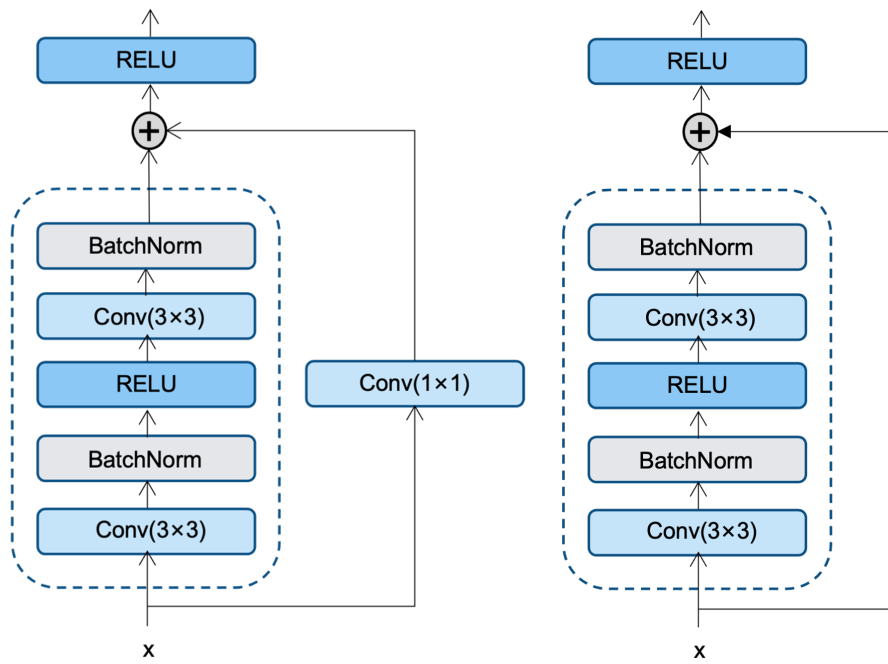 RELU
+
BatchNorm
Conv(3×3)
RELU
BatchNorm
Conv(3×3)
x
Conv(1×1)
RELU
+
BatchNorm
Conv(3×3)
RELU
BatchNorm
Conv(3×3)
x